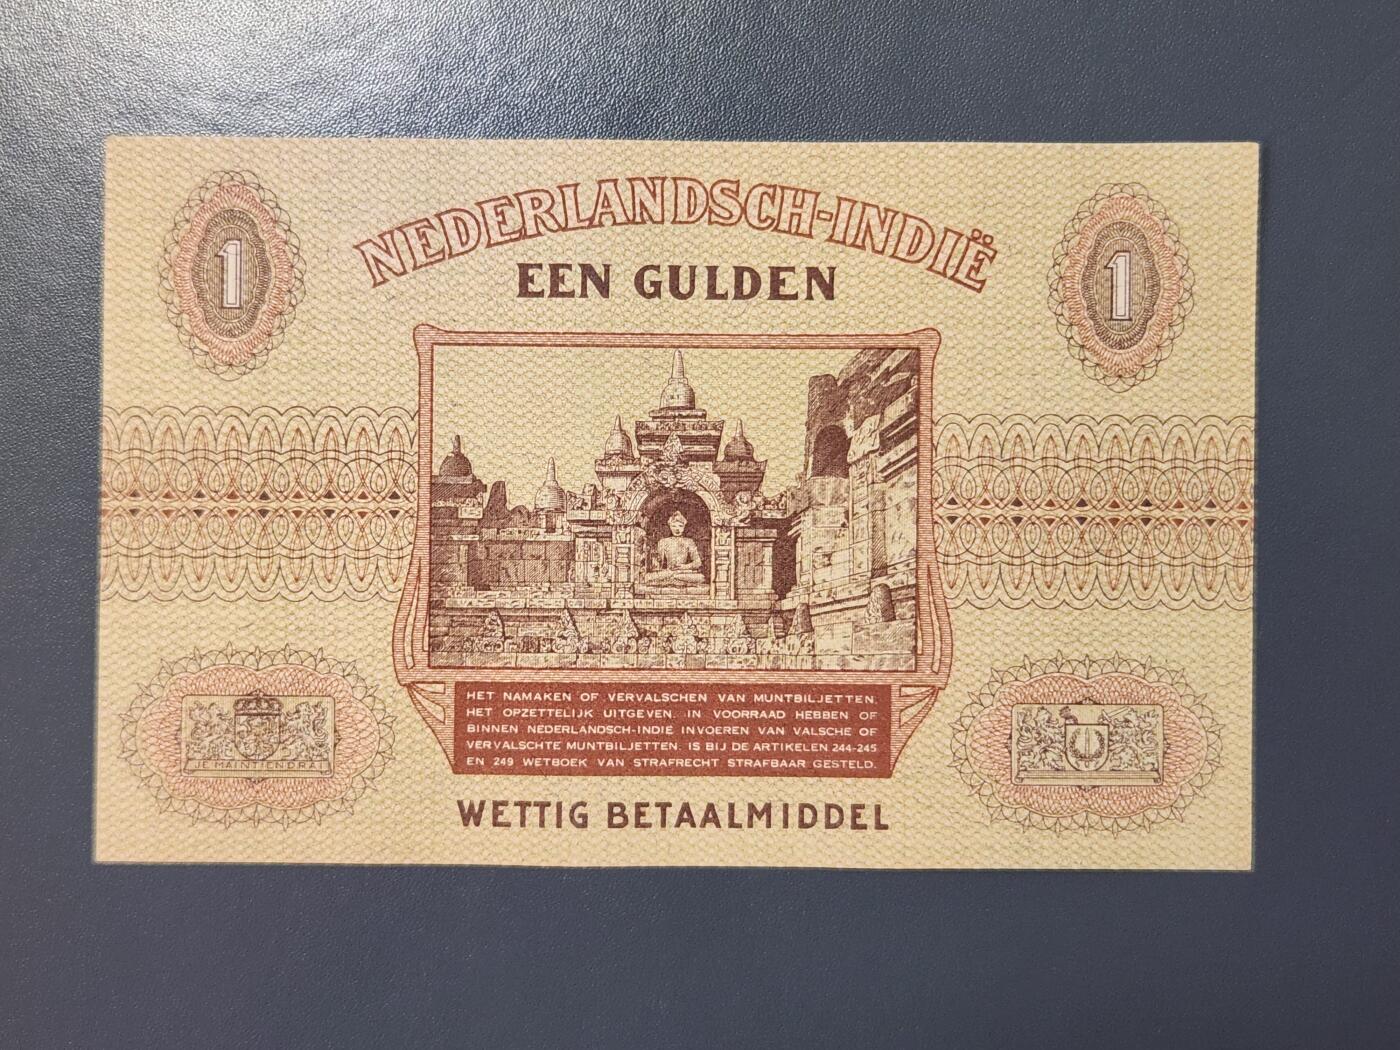 NEDERLANDSCH-INDIË
1
1
EEN GULDEN
HET NAMAKEN OF VERVALSCHEN VAN MUNTBILJETTEN,
HET OPZETTELIJK UITGEVEN, IN VOORRAAD HEBBEN OF
BINNEN NEDERLANDSCH-INDIE INVOEREN VAN VALSCHE OF
VERVALSCHTE MUNTBILJETTEN, IS BIJ DE ARTIKELEN 244-245
EN 249 WETBOEK VAN STRAFRECHT STRAFBAAR GESTELD.
JE MAINTIENDRAI
WETTIG BETAALMIDDEL